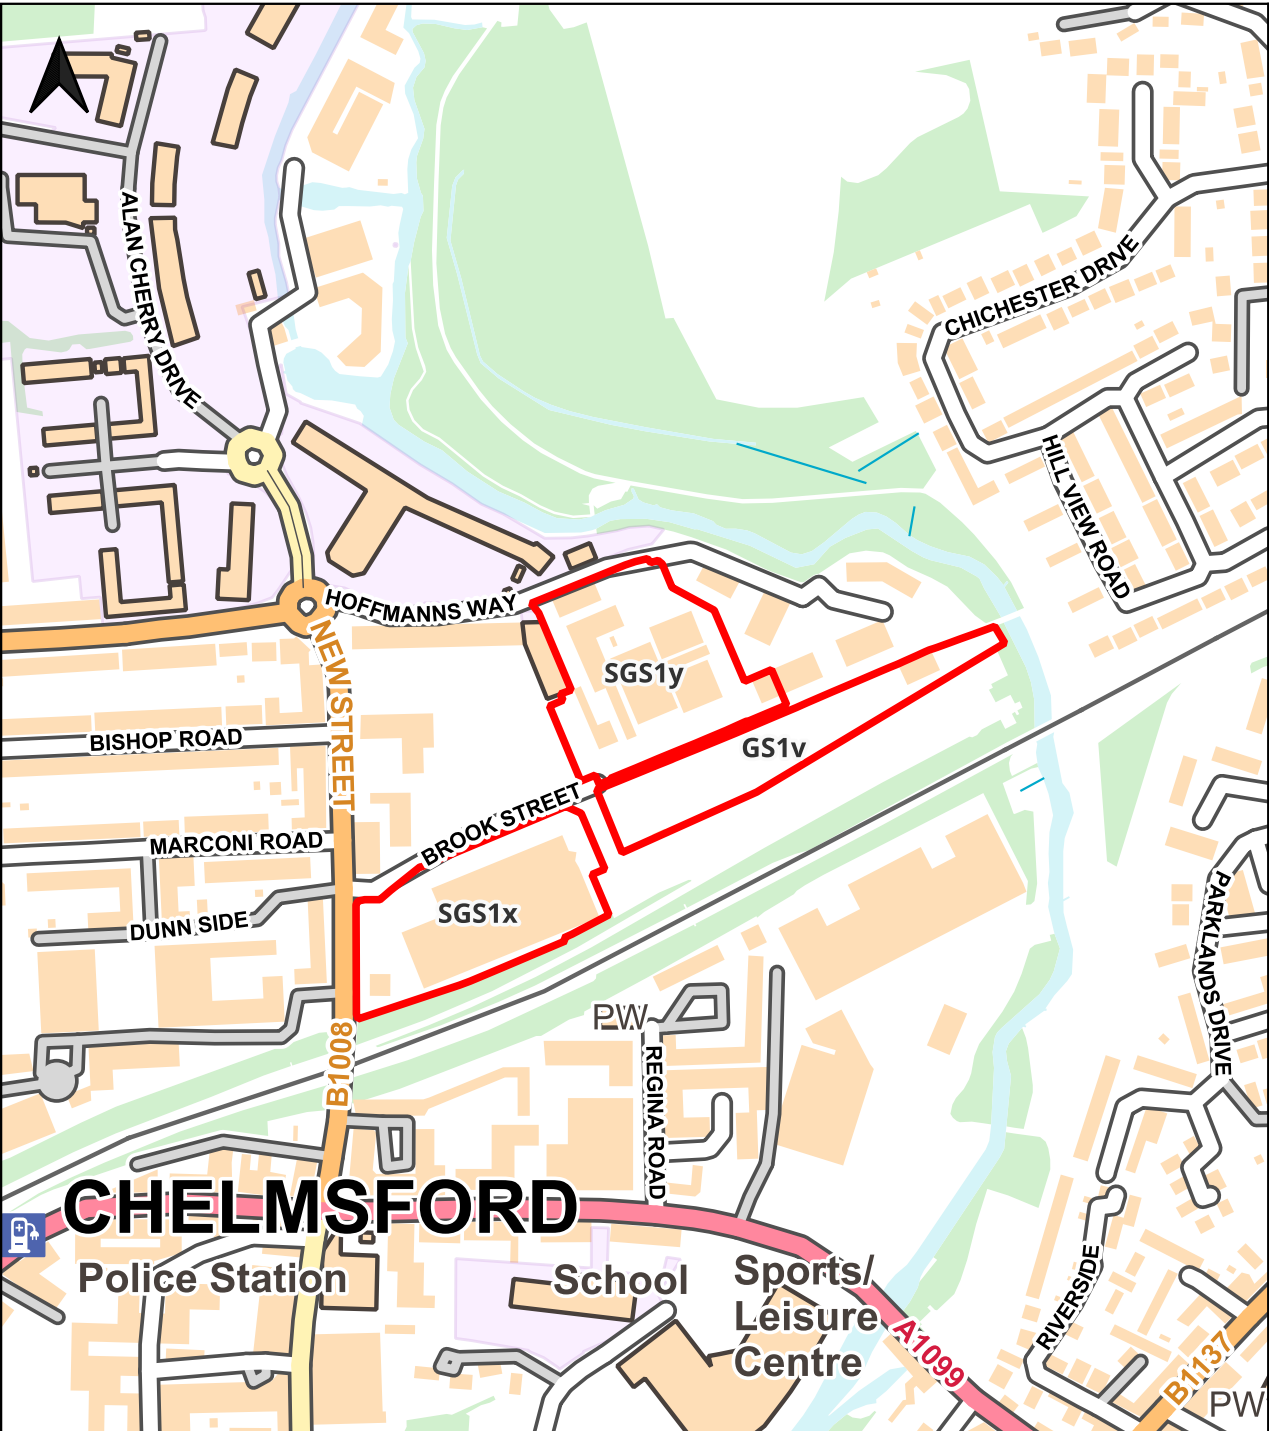 ALAN CHERRY DRIVE
CHICHESTER DRIVE
HILL VIEW ROAD
HOFFMANNS WAY
NEW STREET
SGS1y
BISHOP ROAD
GS1v
BROOK STREET
MARCONI ROAD
SGS1x
DUNN SIDE
PARKLANDS DRIVE
PW
B1008
REGINA ROAD
CHELMSFORD
Police Station
School
Sports/
Leisure
Centre
RIVERSIDE
A1099
B1137
PW